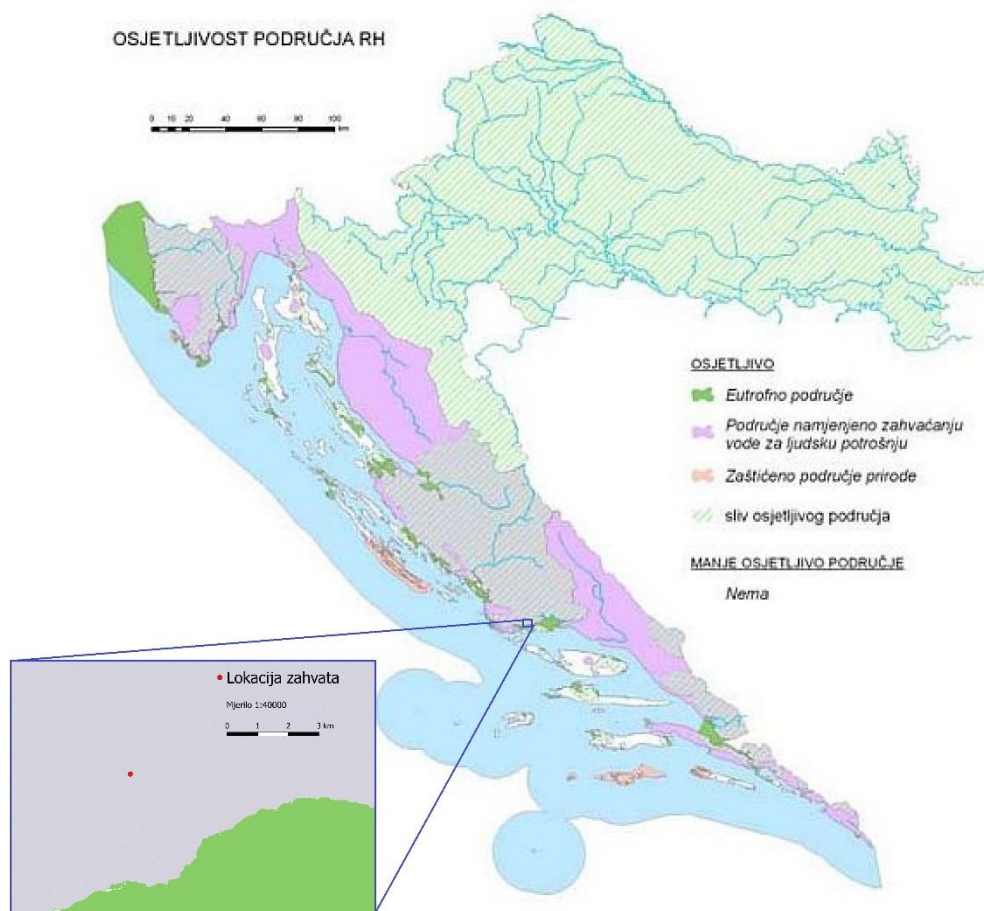 OSJETLJIVOST PODRUČJA RH
0 10 20 40 60 80 100
km
OSJETLJIVO
Eutrofno područje
Područje namjenjeno zahvaćanju
vode za ljudsku potrošnju
Zaštićeno područje prirode
sliv osjetljivog područja
MANJE OSJETLJIVO PODRUČJE
Nema
Lokacija zahvata
Mjerilo 1:40000
0 1 2 3 km